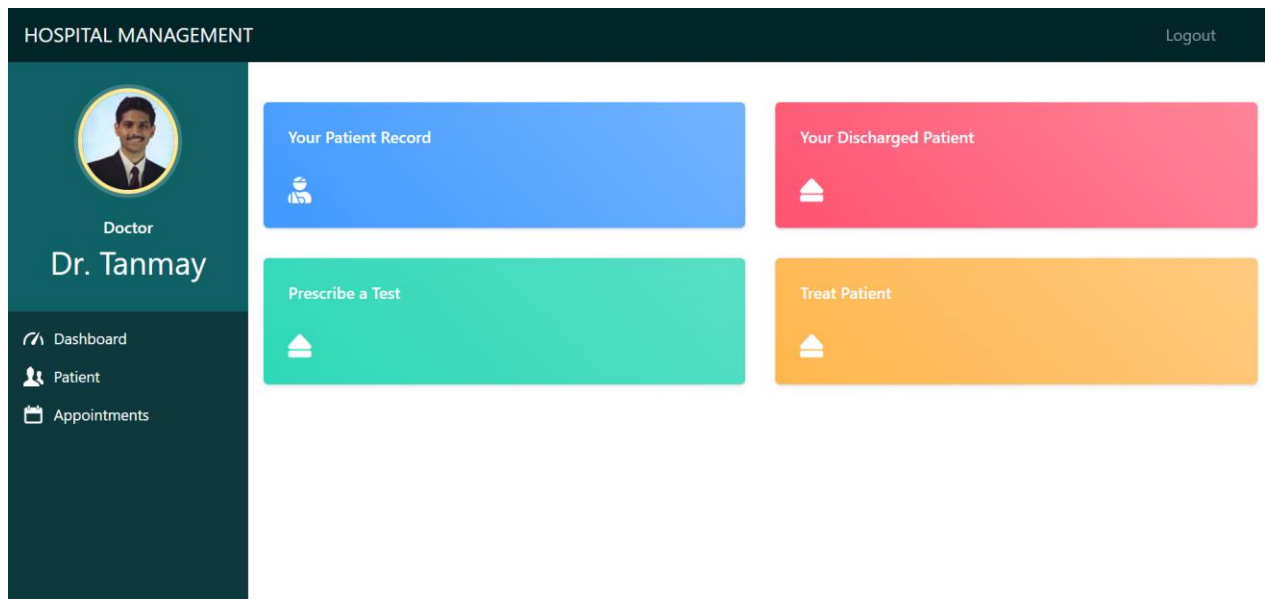 HOSPITAL MANAGEMENT
Logout
Doctor
Dr. Tanmay
Dashboard
Patient
Appointments
Your Patient Record
Your Discharged Patient
Prescribe a Test
Treat Patient